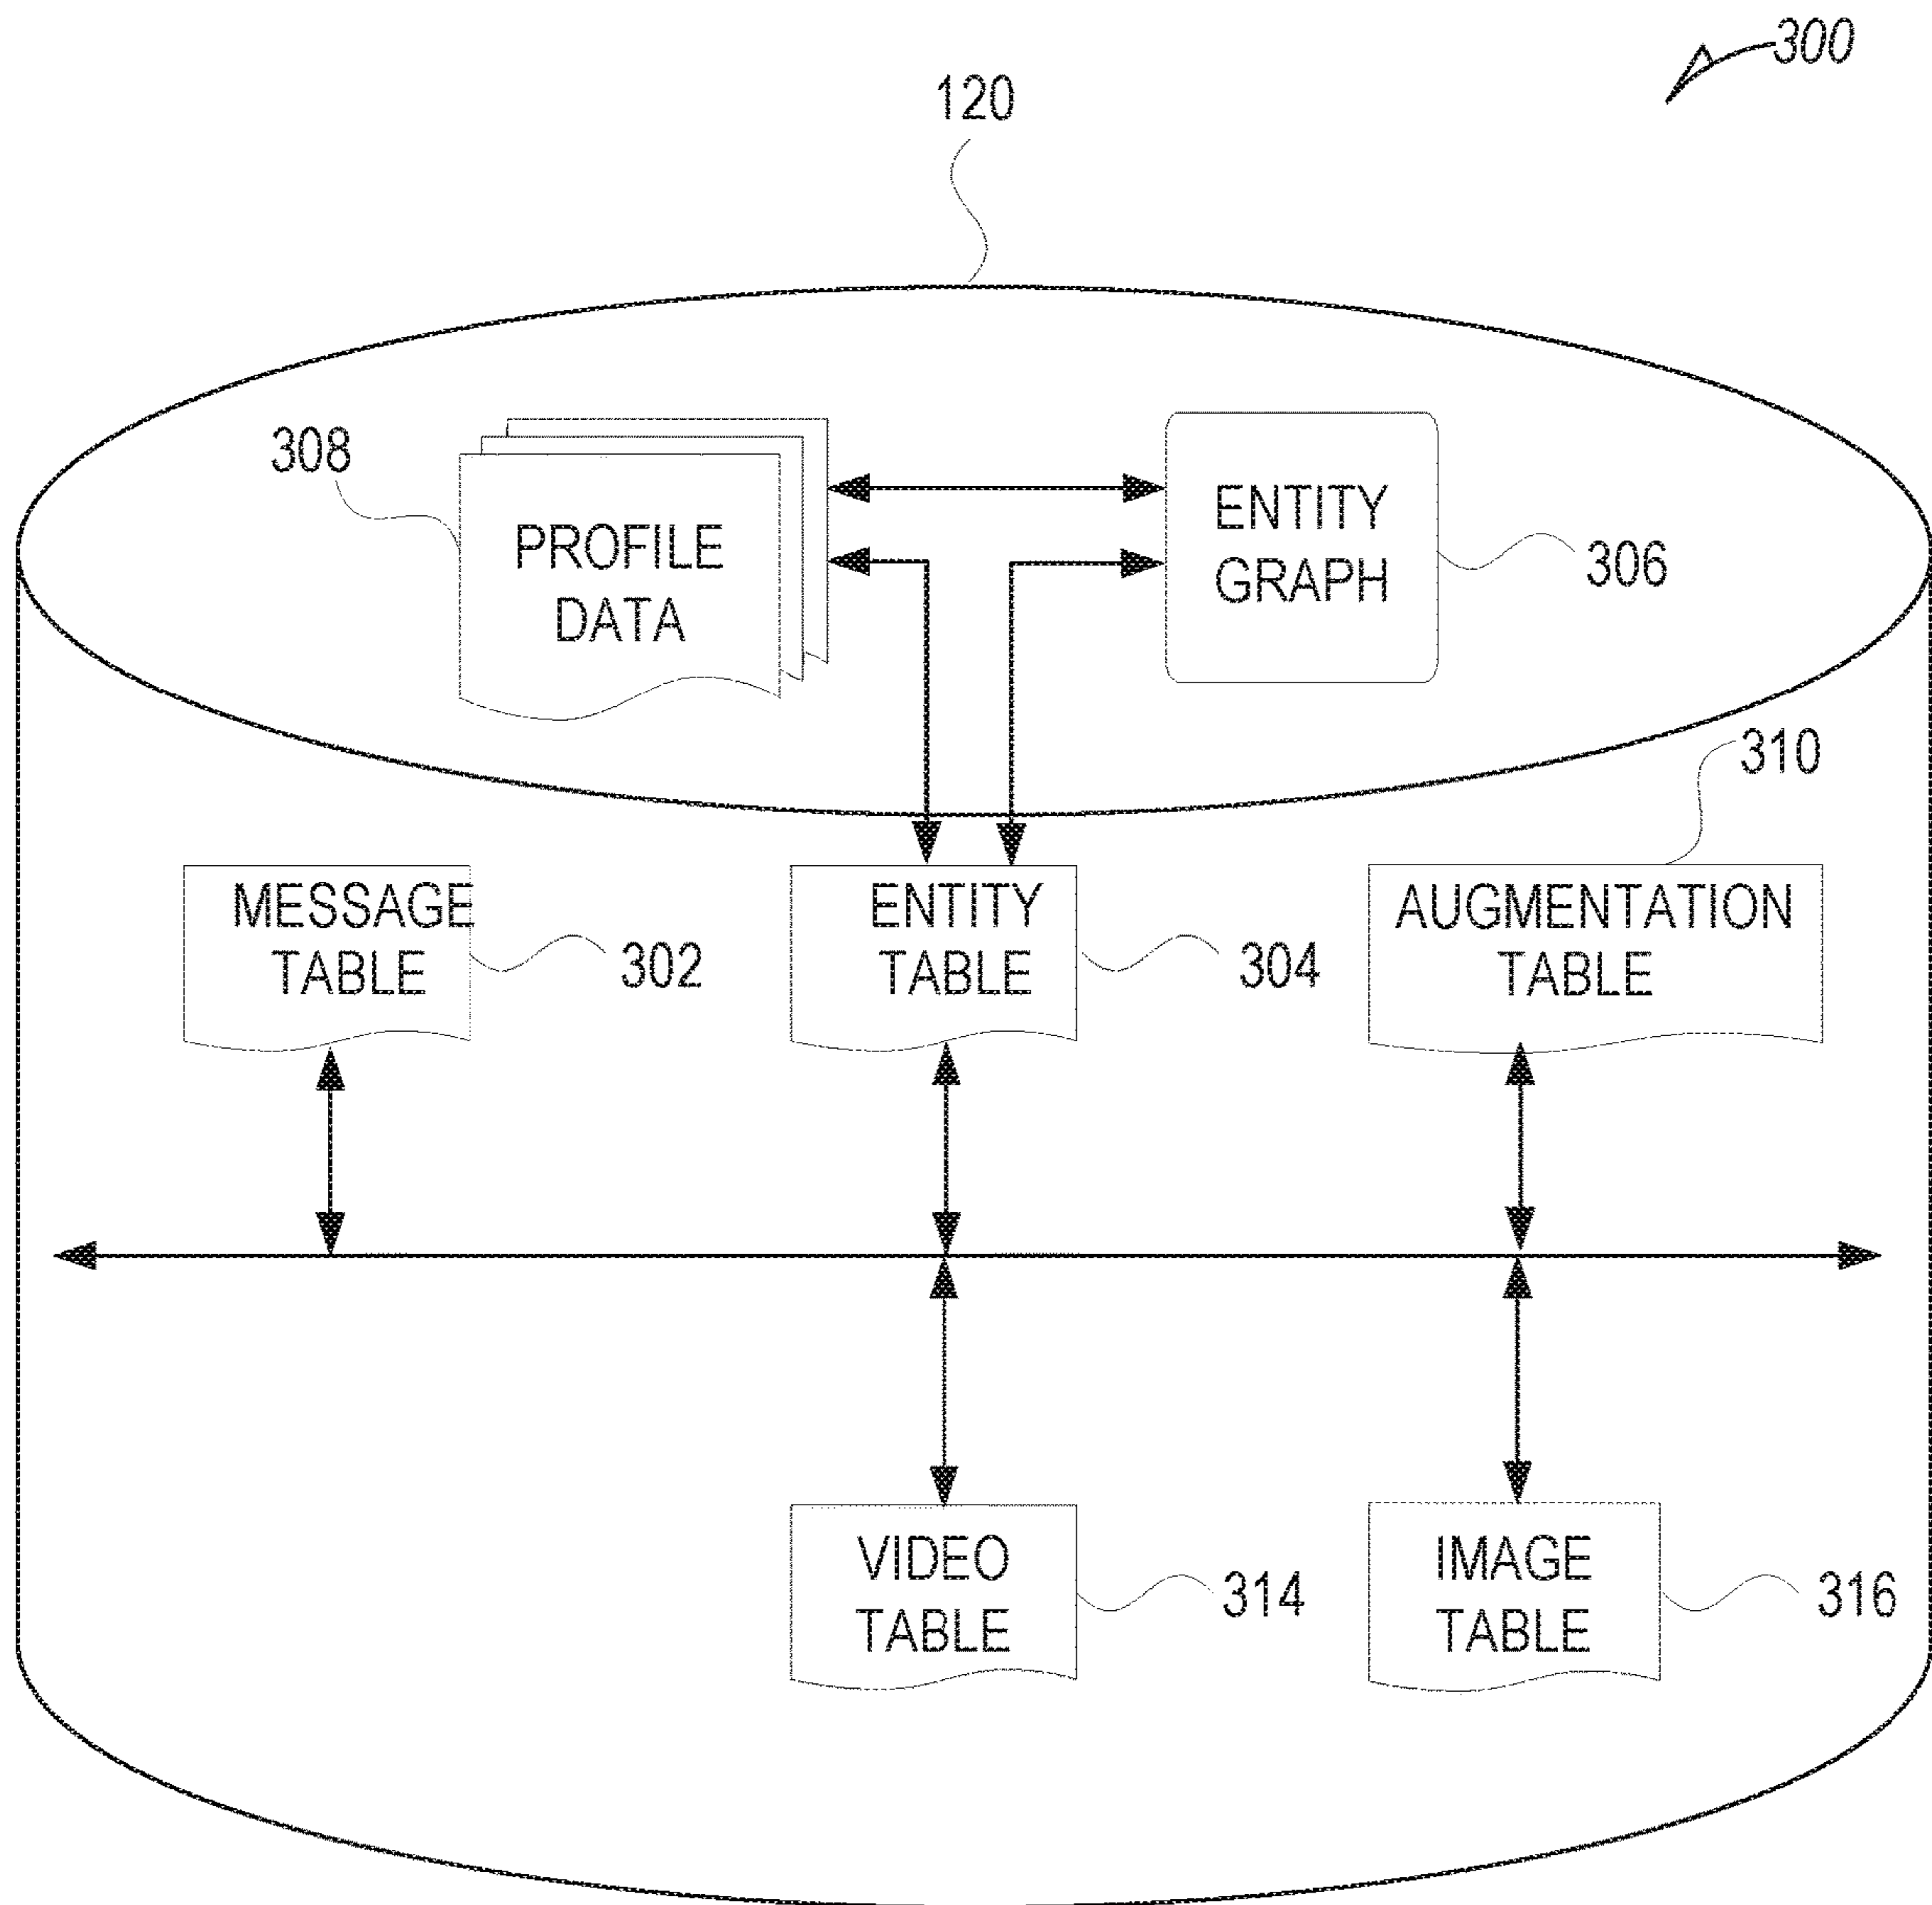 300
120
308
PROFILE
DATA
ENTITY
GRAPH
306
310
MESSAGE
TABLE
302
ENTITY
TABLE
304
AUGMENTATION
TABLE
VIDEO
TABLE
314
IMAGE
TABLE
316